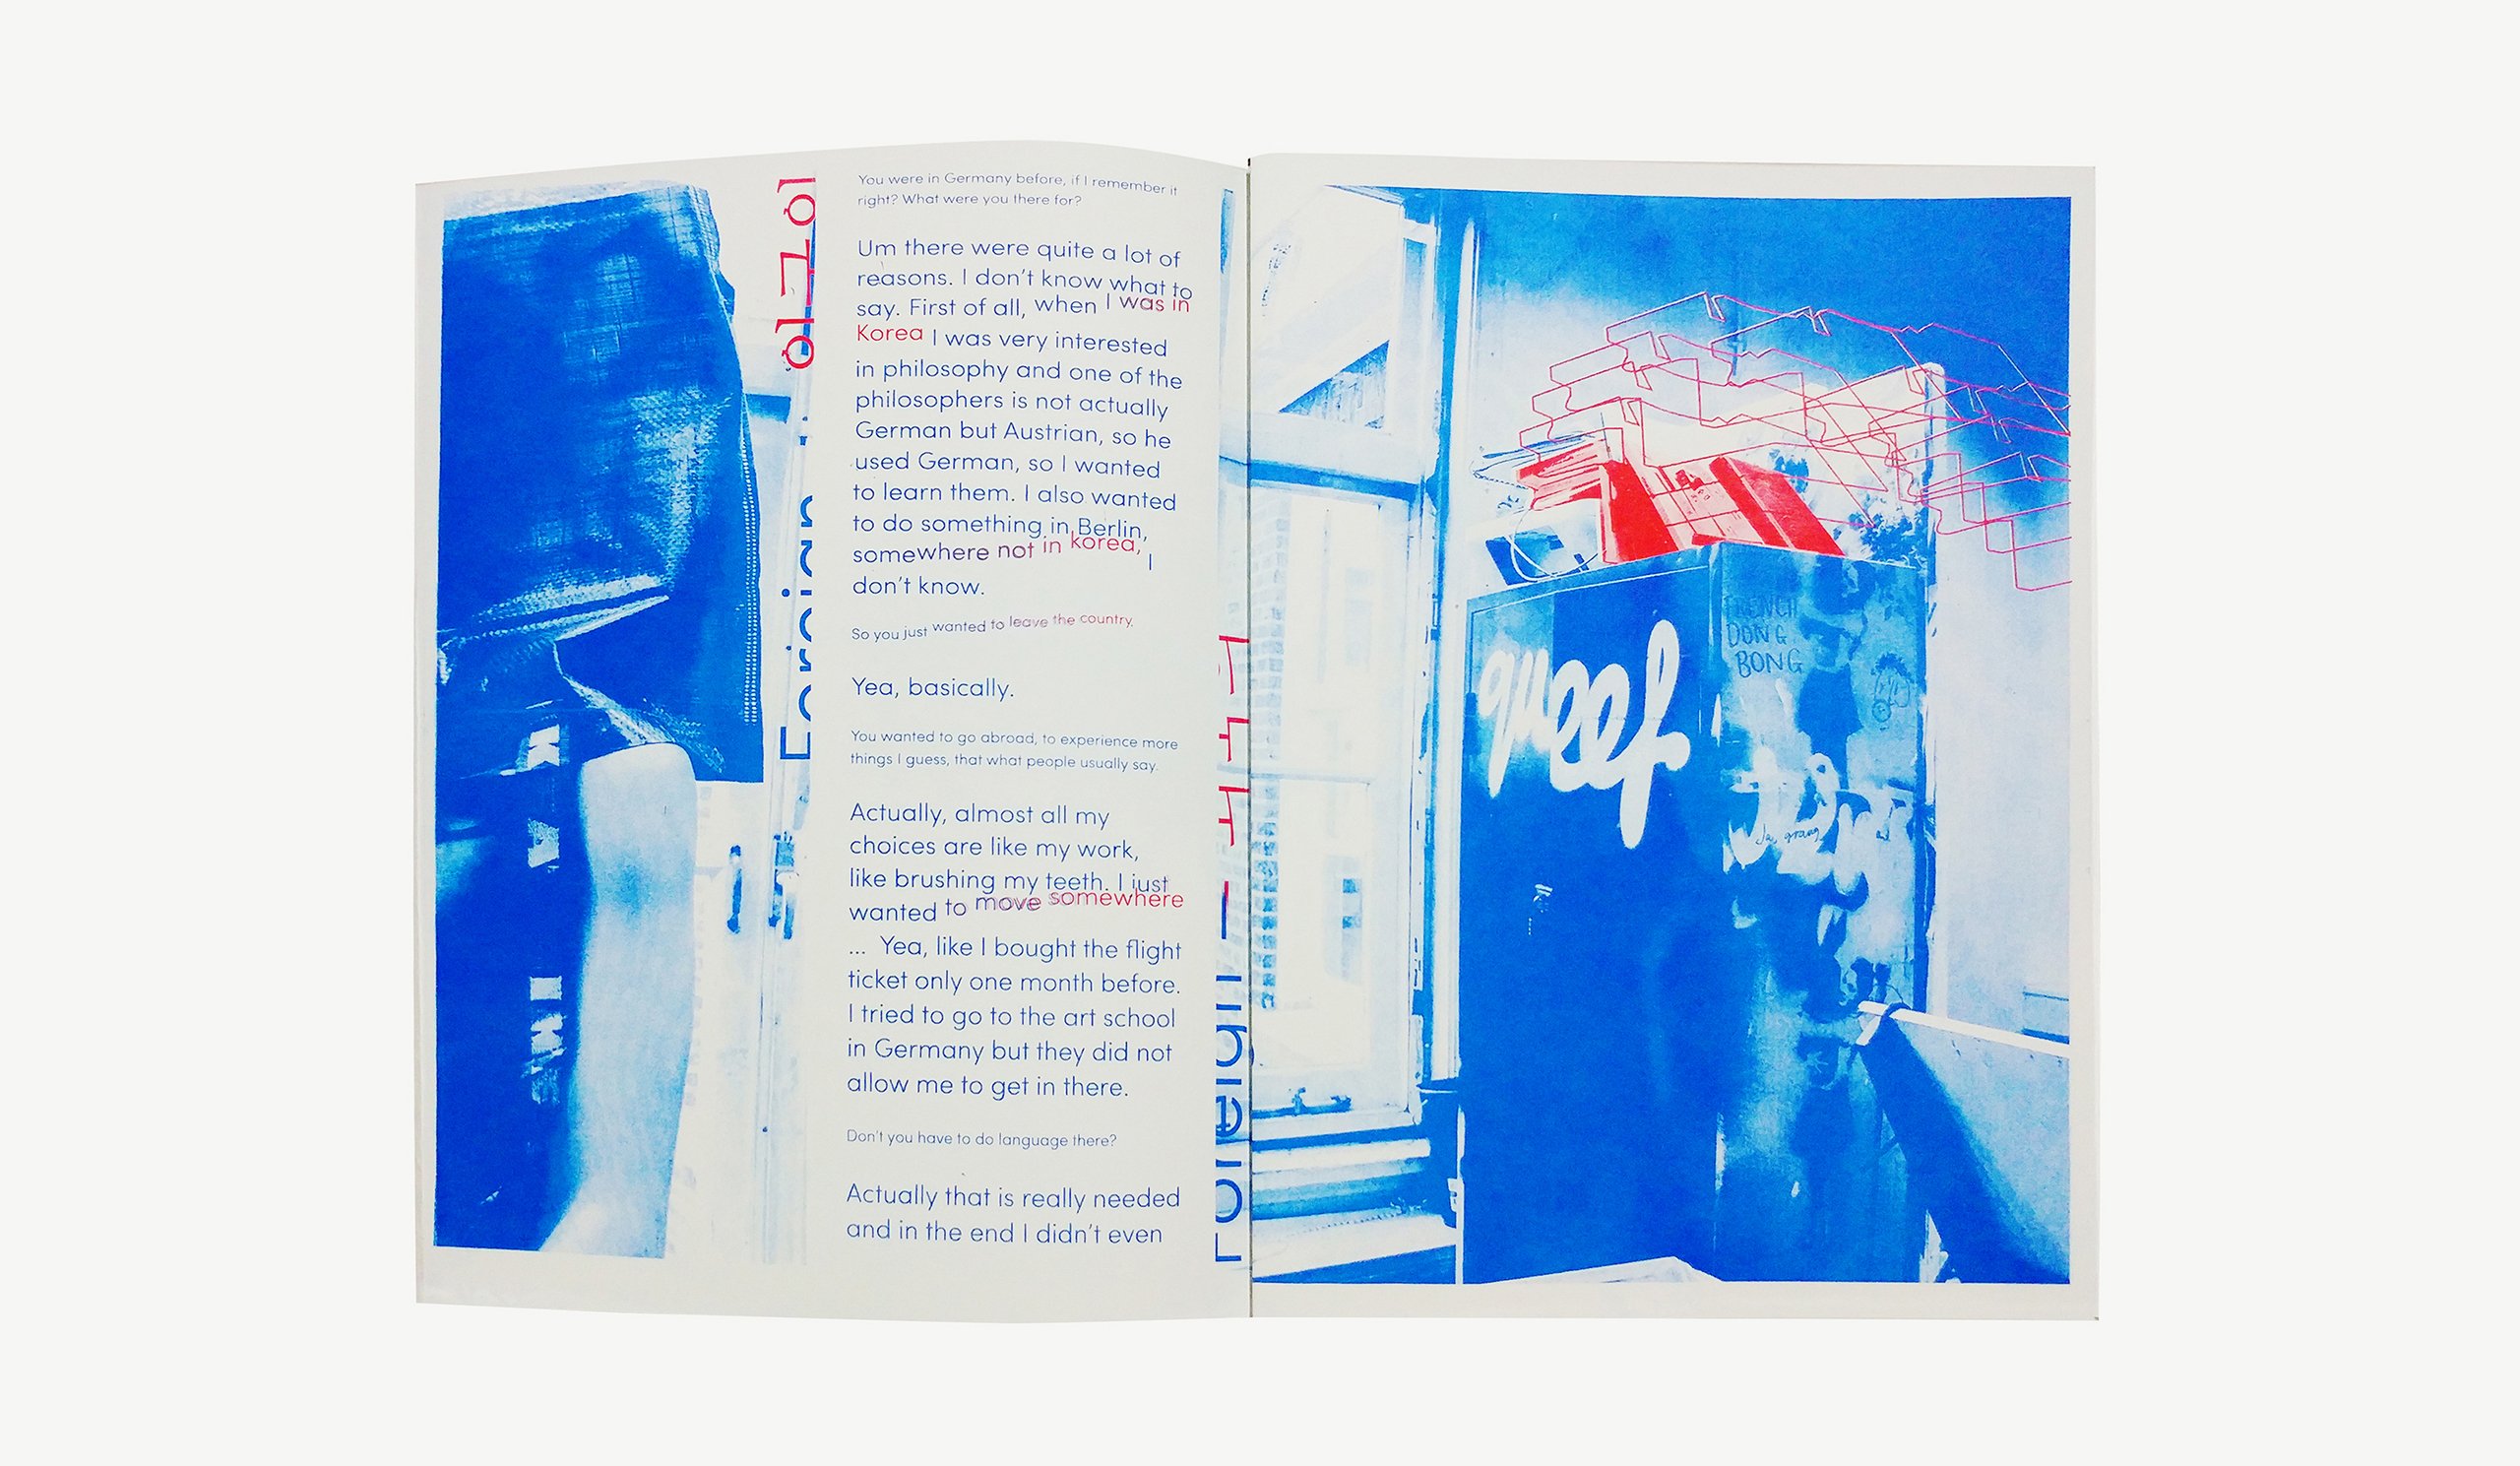 You were in Germany before, if I remember it
right? What were you there for?
Um there were quite a lot of
reasons. I don't know what to
say. First of all, when I was in
Korea I was very interested
in philosophy and one of the
philosophers is not actually
German but Austrian, so he
used German, so I wanted
to learn them. I also wanted
to do something in Berlin,
somewhere not in korea, I
don't know.
So you just wanted to leave the country.
Yea, basically.
You wanted to go abroad, to experience more
things I guess, that what people usually say.
Actually, almost all my
choices are like my work,
like brushing my teeth. I just
wanted to move somewhere
... Yea, like I bought the flight
ticket only one month before.
I tried to go to the art school
in Germany but they did not
allow me to get in there.
Don't you have to do language there?
Actually that is really needed
and in the end I didn't even
Foreign
queef
DONG
BONG